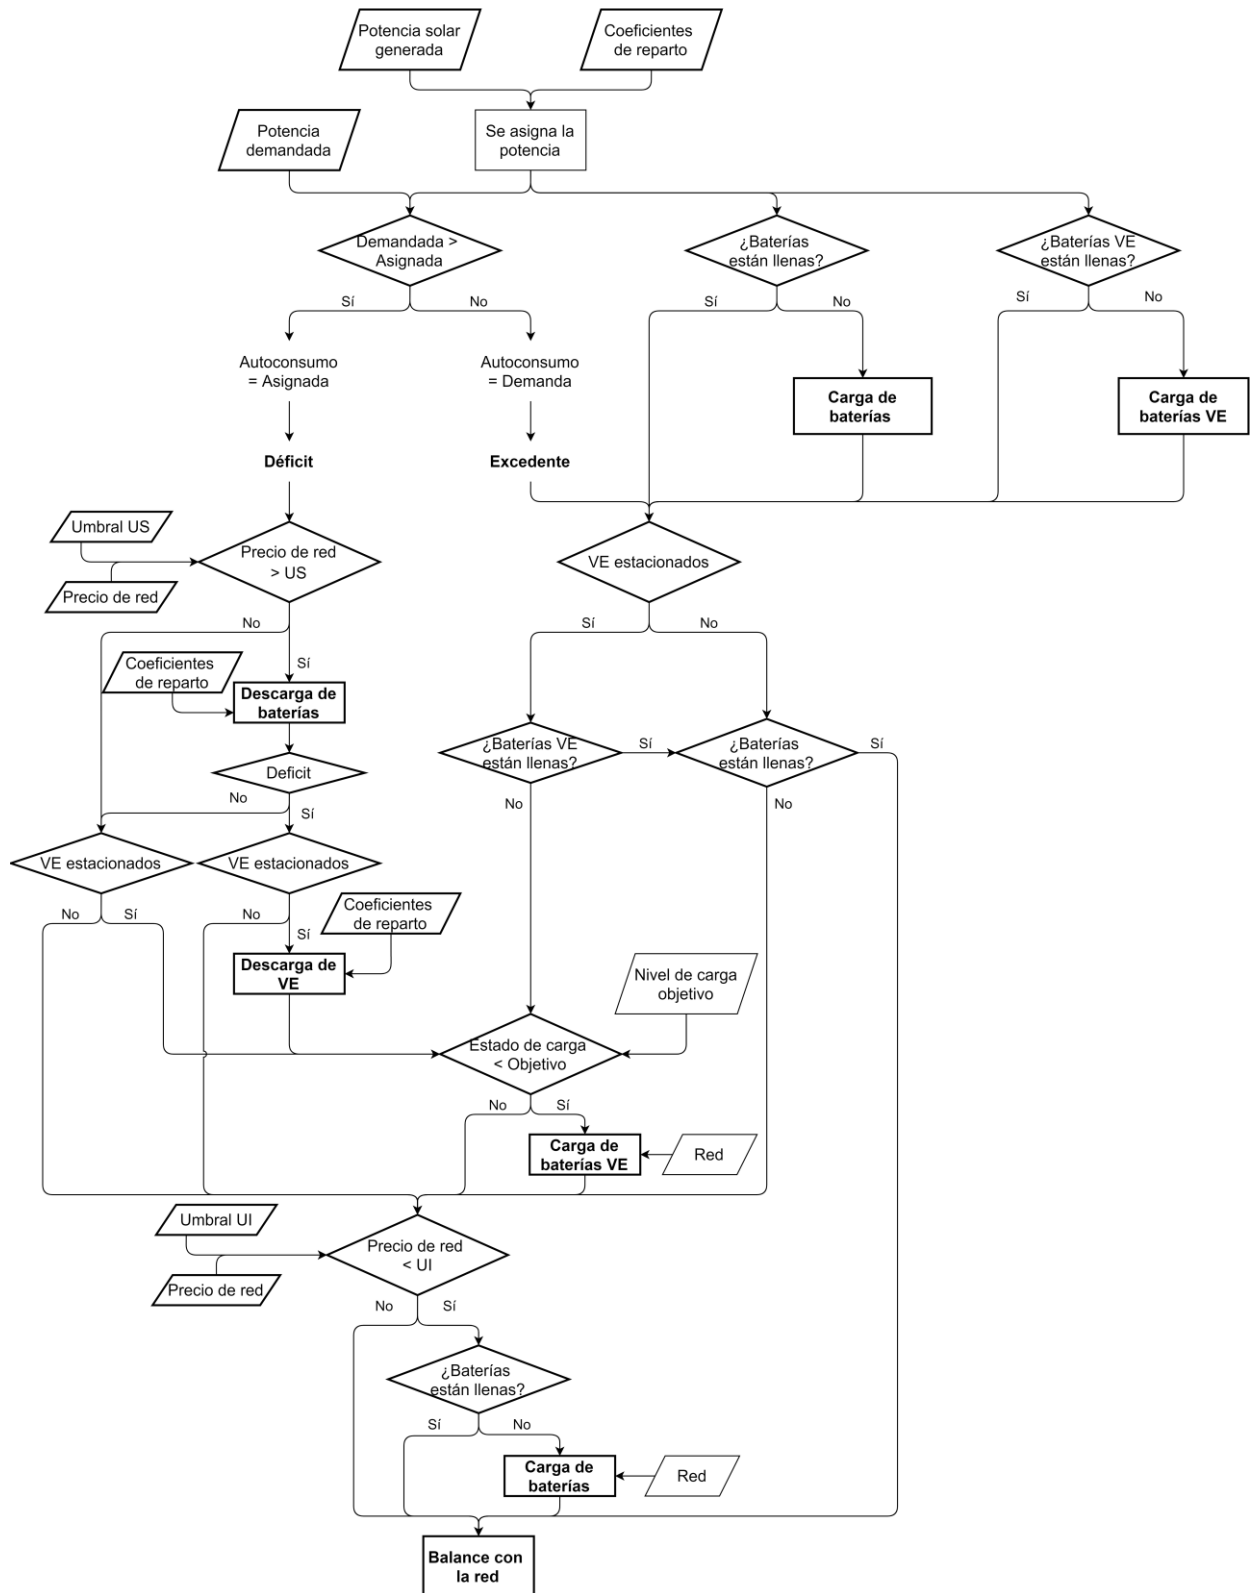 Potencia solar
generada
Coeficientes
de reparto
Potencia
demandada
Se asigna la
potencia
Demandada >
Asignada
¿Baterías
están llenas?
¿Baterías VE
están llenas?
Sí
No
Sí
No
Sí
No
Autoconsumo
= Asignada
Autoconsumo
= Demanda
Carga de
baterías
Carga de
baterías VE
Déficit
Excedente
Umbral US
Precio de red
> US
Precio de red
VE estacionados
No
Sí
Sí
No
Coeficientes
de reparto
Descarga de
baterías
¿Baterías VE
están llenas?
Sí
¿Baterías
están llenas?
Sí
Deficit
No
Sí
No
No
VE estacionados
VE estacionados
No
Sí
No
Sí
Coeficientes
de reparto
Descarga de
VE
Nivel de carga
objetivo
Estado de carga
< Objetivo
No
Sí
Carga de
baterías VE
Red
Umbral UI
Precio de red
< UI
Precio de red
No
Sí
¿Baterías
están llenas?
Sí
No
Carga de
baterías
Red
Balance con
la red